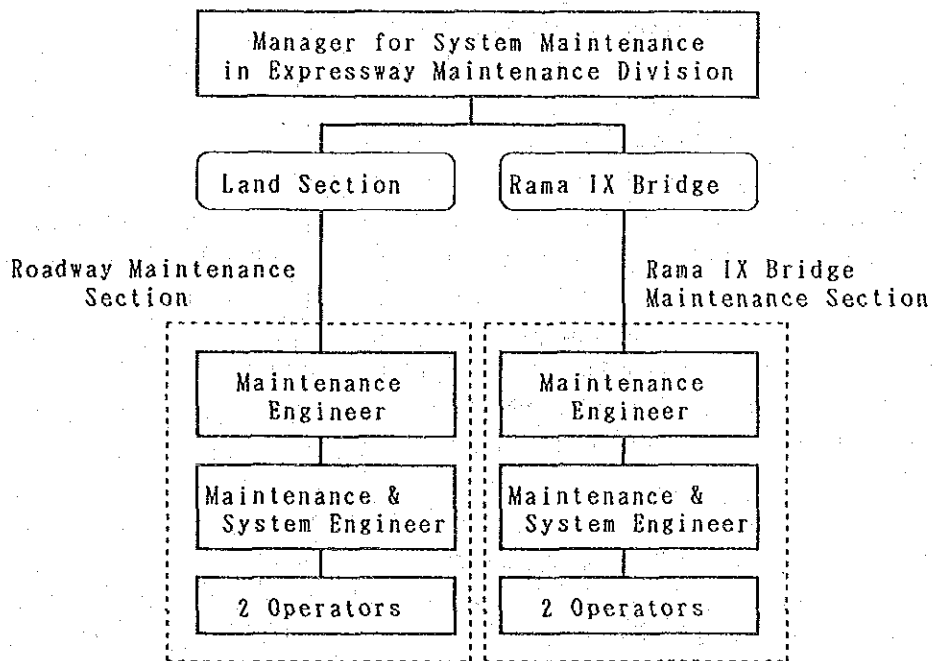 Manager for System Maintenance
in Expressway Maintenance Division
Land Section
Rama IX Bridge
Roadway Maintenance
Section
Rama IX Bridge
Maintenance Section
Maintenance
Engineer
Maintenance
Engineer
Maintenance &
System Engineer
Maintenance &
System Engineer
2 Operators
2 Operators